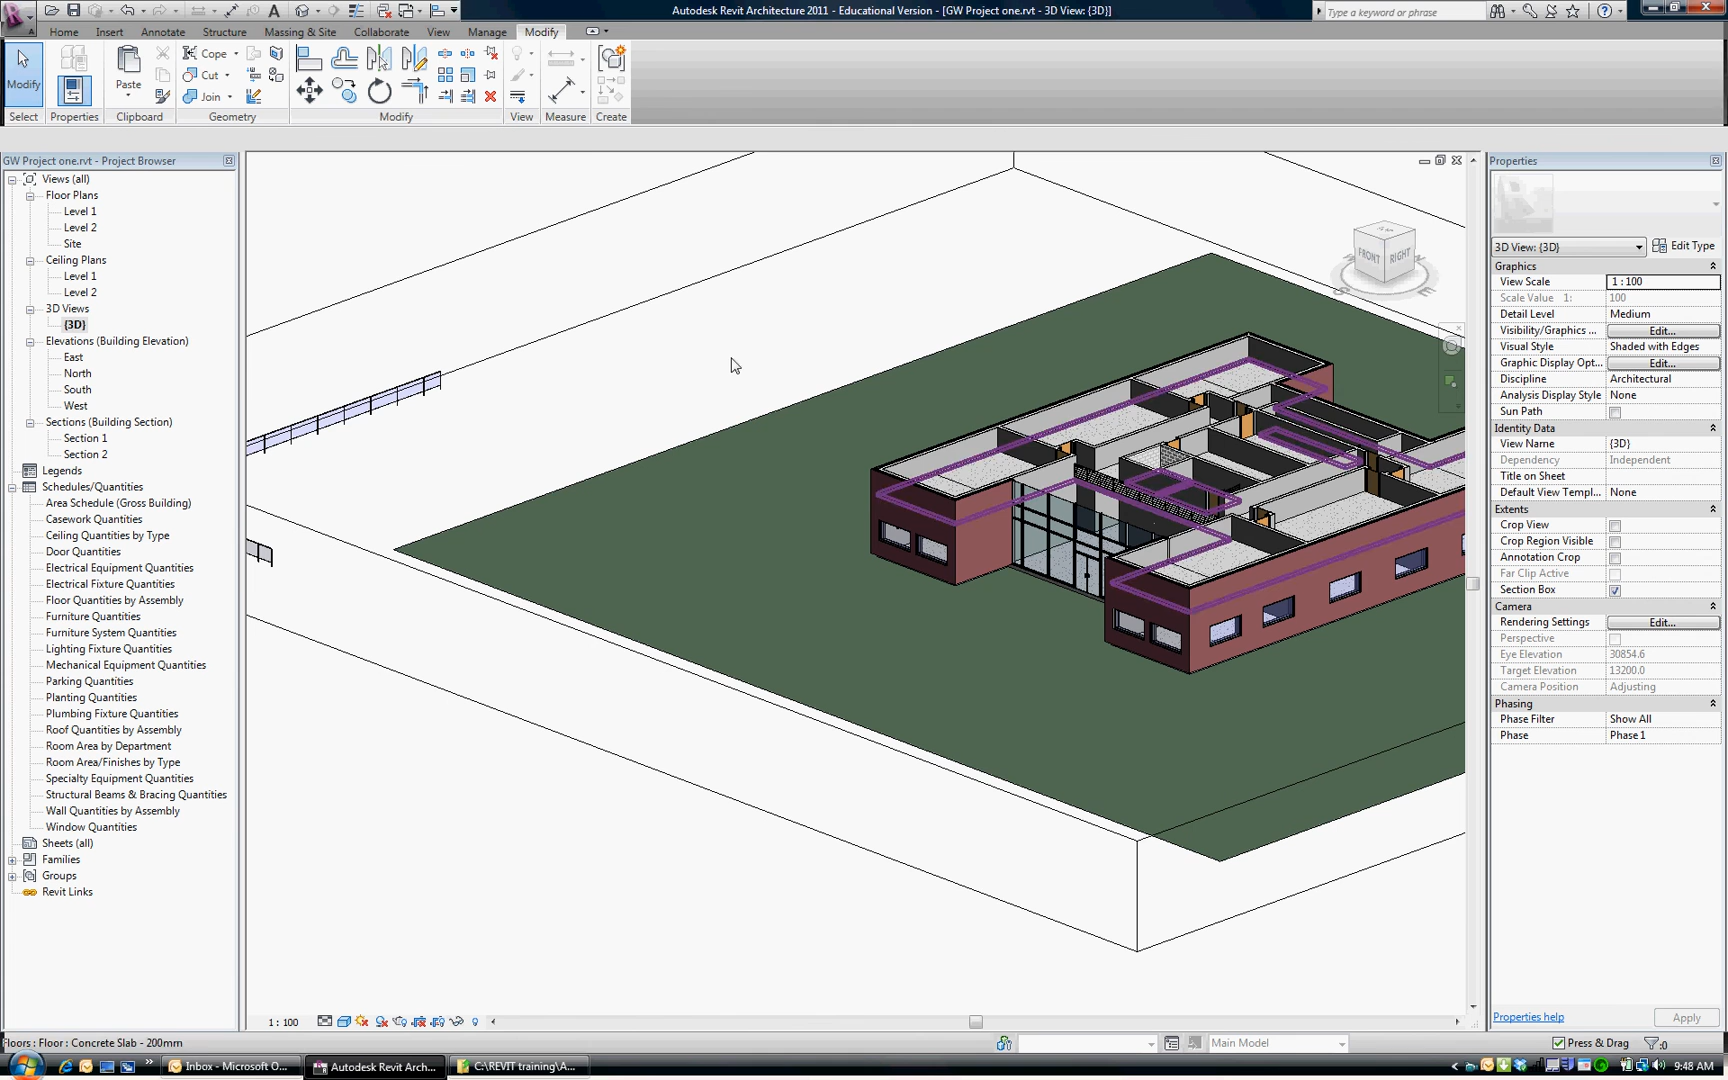 Autodesk Revit Architecture 2011 - Educational Version - [GW Project one.rvt - 3D View: {3D}]
Type a keyword or phrase
Home Insert Annotate Structure Massing & Site Collaborate View Manage Modify
Modify Paste Cope Cut Join
Select Properties Clipboard Geometry Modify View Measure Create
GW Project one.rvt - Project Browser
Views (all)
Floor Plans
Level 1
Level 2
Site
Ceiling Plans
Level 1
Level 2
3D Views
{3D}
Elevations (Building Elevation)
East
North
South
West
Sections (Building Section)
Section 1
Section 2
Legends
Schedules/Quantities
Area Schedule (Gross Building)
Casework Quantities
Ceiling Quantities by Type
Door Quantities
Electrical Equipment Quantities
Electrical Fixture Quantities
Floor Quantities by Assembly
Furniture Quantities
Furniture System Quantities
Lighting Fixture Quantities
Mechanical Equipment Quantities
Parking Quantities
Planting Quantities
Plumbing Fixture Quantities
Roof Quantities by Assembly
Room Area by Department
Room Area/Finishes by Type
Specialty Equipment Quantities
Structural Beams & Bracing Quantities
Wall Quantities by Assembly
Window Quantities
Sheets (all)
Families
Groups
Revit Links
FRONT RIGHT
E
1 : 100
Properties
3D View: {3D} Edit Type
Graphics
View Scale 1 : 100
Scale Value 1: 100
Detail Level Medium
Visibility/Graphics ... Edit...
Visual Style Shaded with Edges
Graphic Display Opt... Edit...
Discipline Architectural
Analysis Display Style None
Sun Path
Identity Data
View Name {3D}
Dependency Independent
Title on Sheet
Default View Templ... None
Extents
Crop View
Crop Region Visible
Annotation Crop
Far Clip Active
Section Box
Camera
Rendering Settings Edit...
Perspective
Eye Elevation 30854.6
Target Elevation 13200.0
Camera Position Adjusting
Phasing
Phase Filter Show All
Phase Phase 1
Properties help Apply
Floors : Floor : Concrete Slab - 200mm Main Model Press & Drag :0
Inbox - Microsoft O... Autodesk Revit Arch... C:\REVIT training\A... 9:48 AM